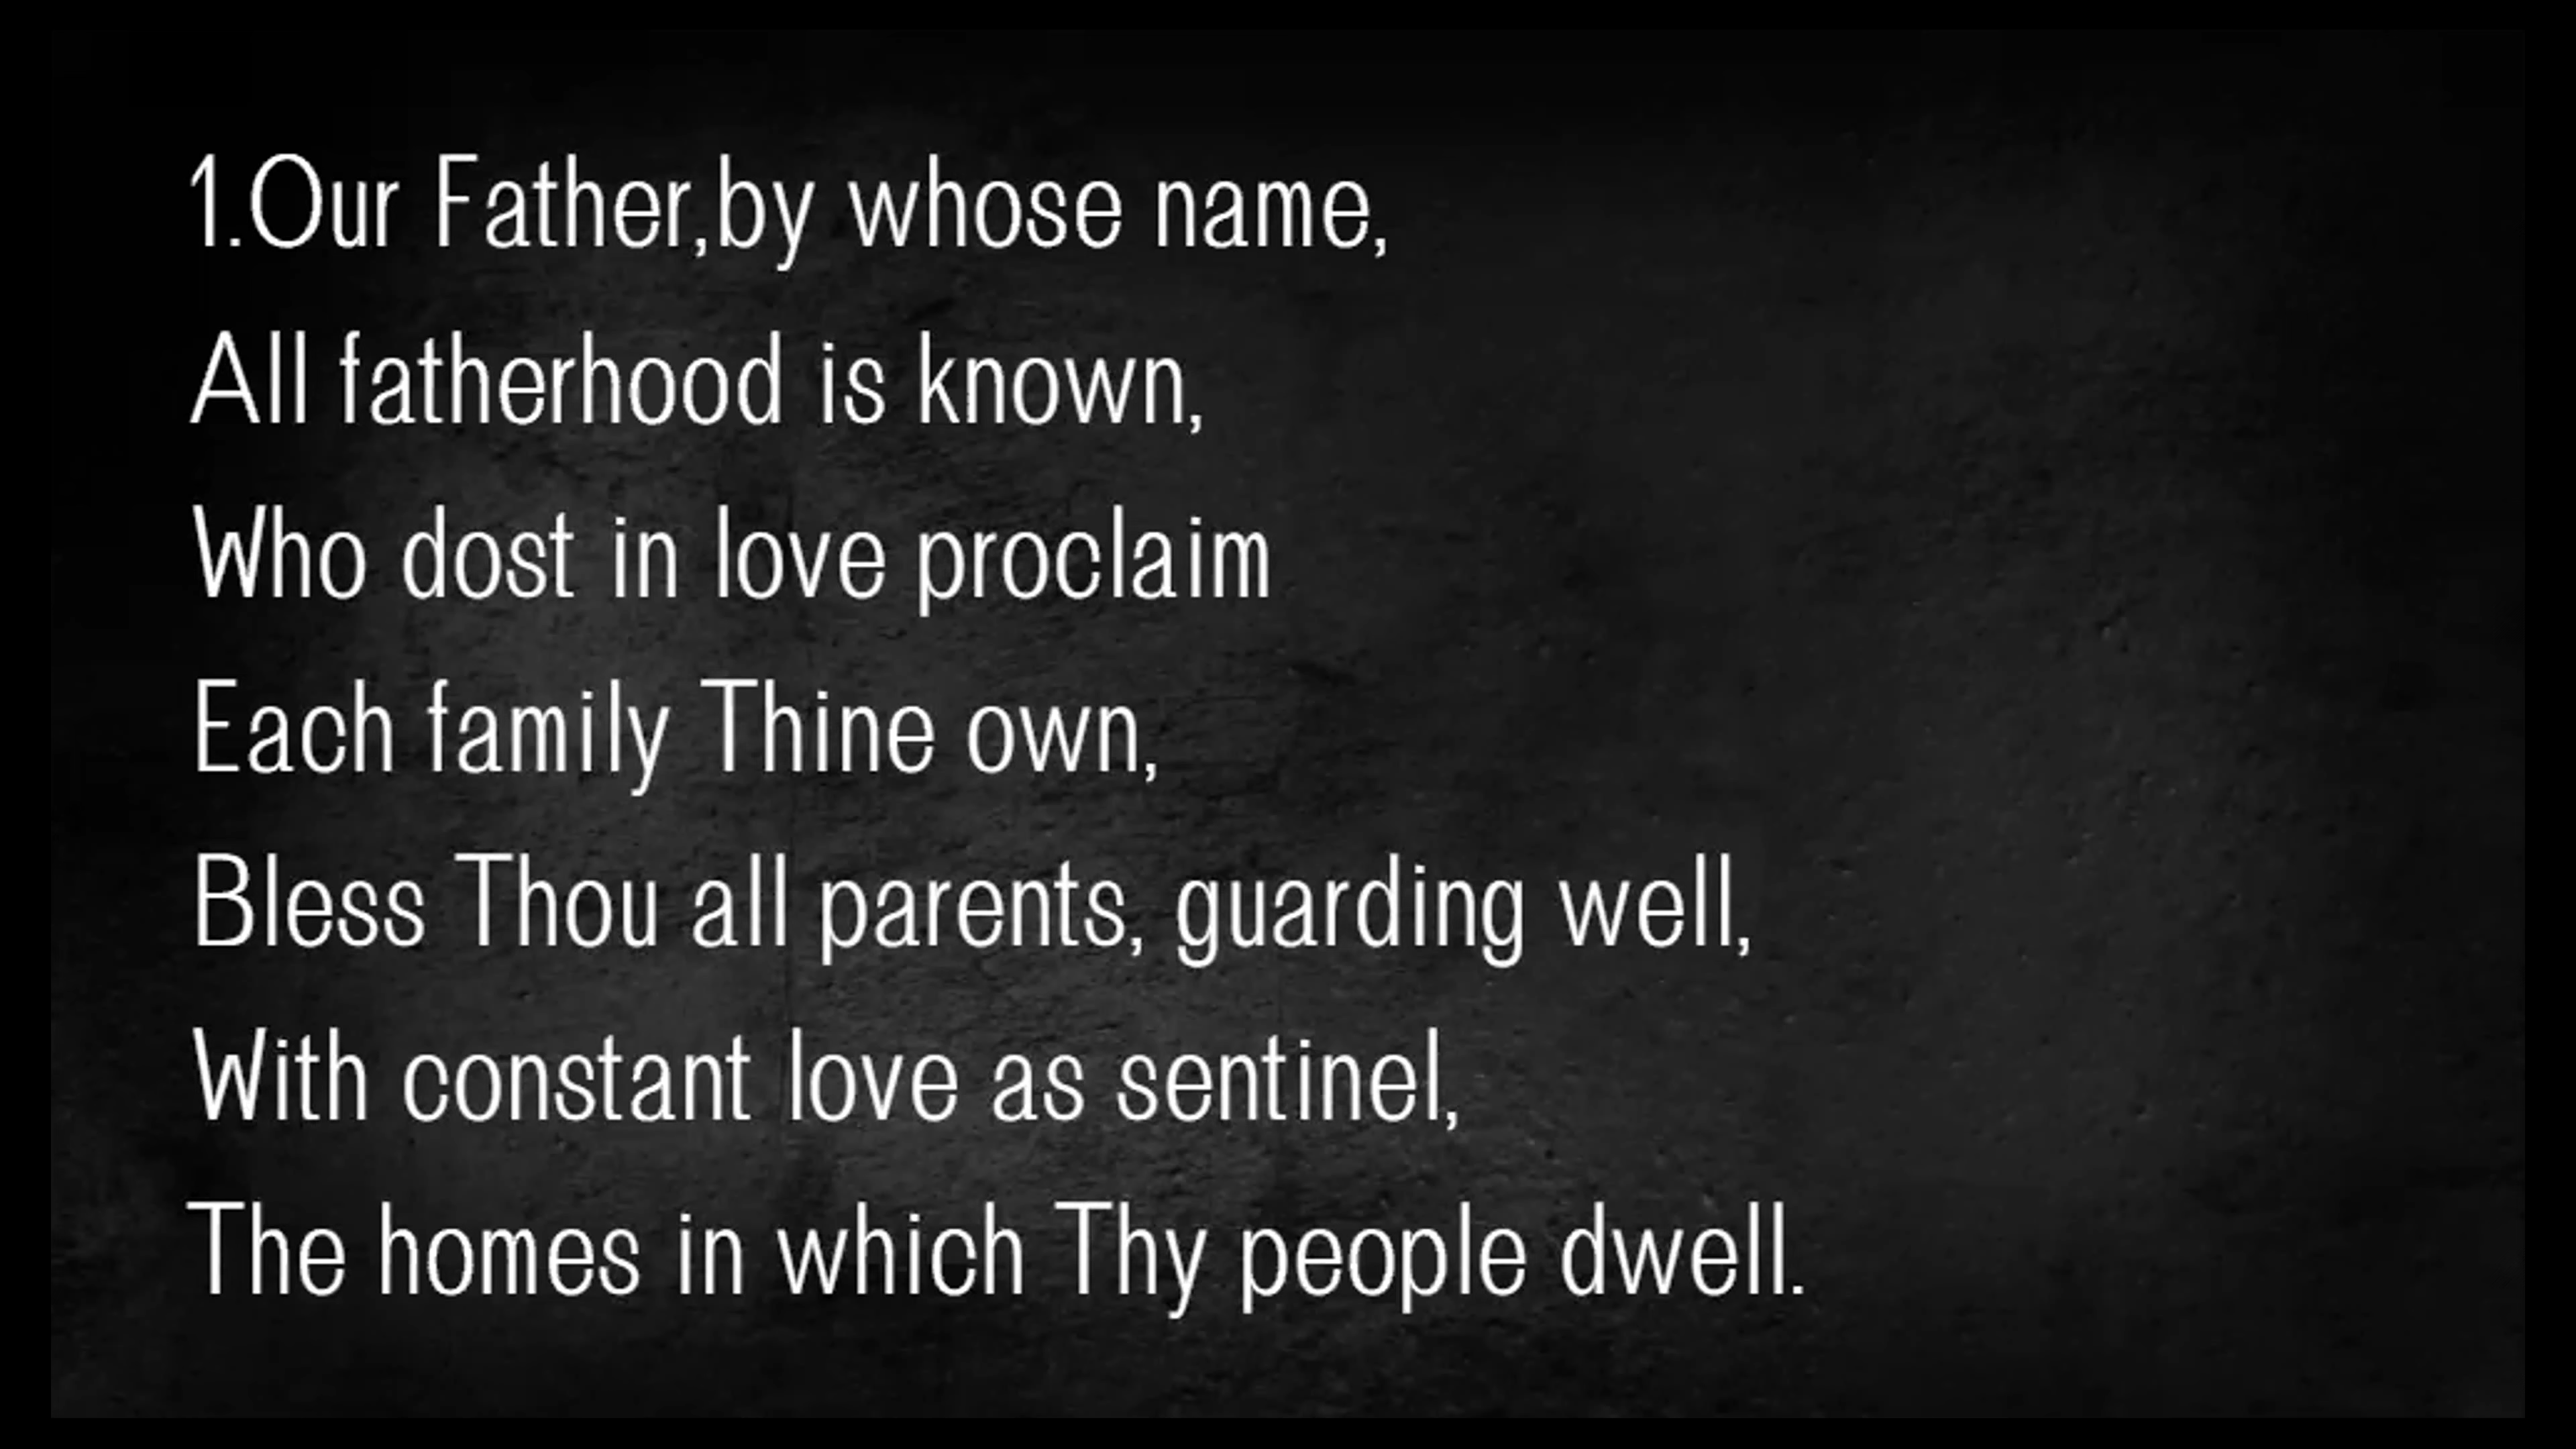 1.Our Father,by whose name,
All fatherhood is known,
Who dost in love proclaim
Each family Thine own,
Bless Thou all parents, guarding well,
With constant love as sentinel,
The homes in which Thy people dwell.